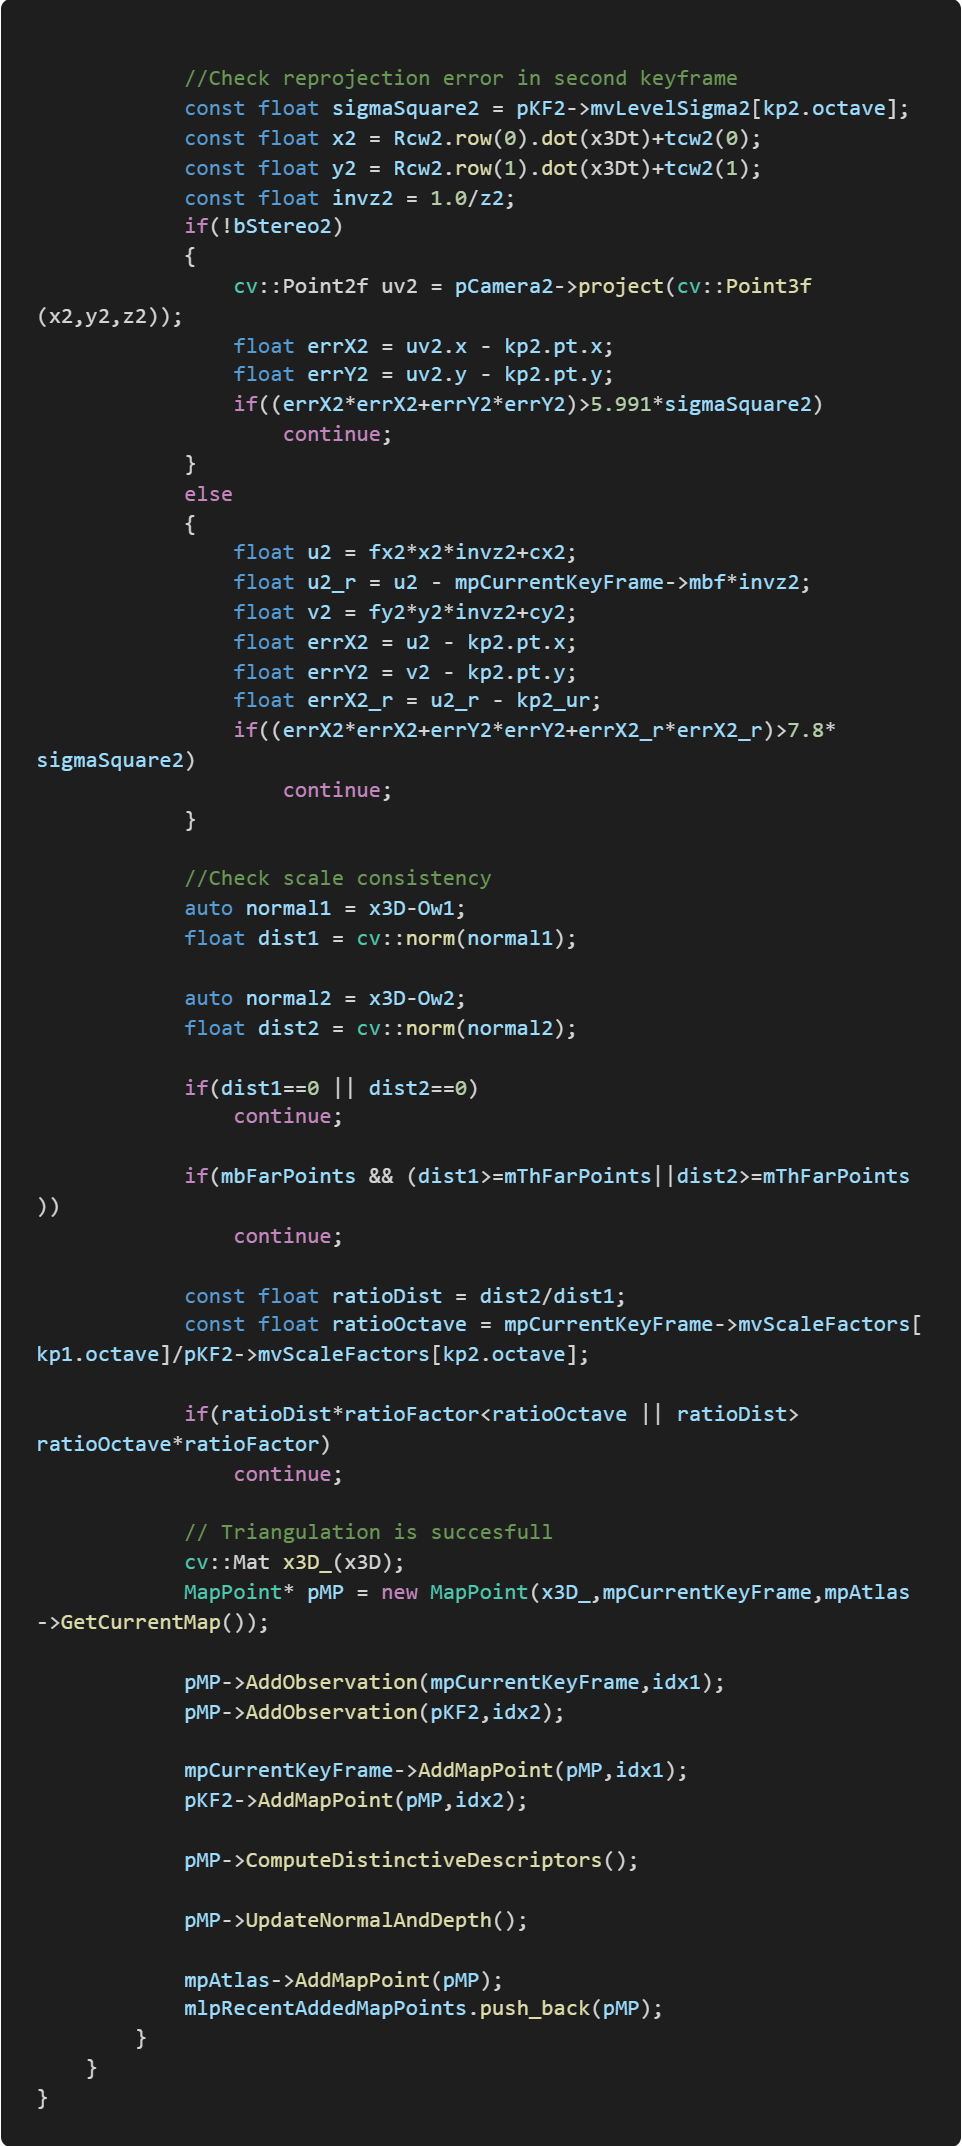 //Check reprojection error in second keyframe
const float sigmaSquare2 = pKF2->mvLevelSigma2[kp2.octave];
const float x2 = Rcw2.row(0).dot(x3Dt)+tcw2(0);
const float y2 = Rcw2.row(1).dot(x3Dt)+tcw2(1);
const float invz2 = 1.0/z2;
if(!bStereo2)
{
cv::Point2f uv2 = pCamera2->project(cv::Point3f
(x2,y2,z2));
float errX2 = uv2.x - kp2.pt.x;
float errY2 = uv2.y - kp2.pt.y;
if((errX2*errX2+errY2*errY2)>5.991*sigmaSquare2)
continue;
}
else
{
float u2 = fx2*x2*invz2+cx2;
float u2_r = u2 - mpCurrentKeyFrame->mbf*invz2;
float v2 = fy2*y2*invz2+cy2;
float errX2 = u2 - kp2.pt.x;
float errY2 = v2 - kp2.pt.y;
float errX2_r = u2_r - kp2_ur;
if((errX2*errX2+errY2*errY2+errX2_r*errX2_r)>7.8*
sigmaSquare2)
continue;
}
//Check scale consistency
auto normal1 = x3D-Ow1;
float dist1 = cv::norm(normal1);
auto normal2 = x3D-Ow2;
float dist2 = cv::norm(normal2);
if(dist1==0 || dist2==0)
continue;
if(mbFarPoints && (dist1>=mThFarPoints||dist2>=mThFarPoints
))
continue;
const float ratioDist = dist2/dist1;
const float ratioOctave = mpCurrentKeyFrame->mvScaleFactors[
kp1.octave]/pKF2->mvScaleFactors[kp2.octave];
if(ratioDist*ratioFactor<ratioOctave || ratioDist>
ratioOctave*ratioFactor)
continue;
// Triangulation is succesfull
cv::Mat x3D_(x3D);
MapPoint* pMP = new MapPoint(x3D_,mpCurrentKeyFrame,mpAtlas
->GetCurrentMap());
pMP->AddObservation(mpCurrentKeyFrame,idx1);
pMP->AddObservation(pKF2,idx2);
mpCurrentKeyFrame->AddMapPoint(pMP,idx1);
pKF2->AddMapPoint(pMP,idx2);
pMP->ComputeDistinctiveDescriptors();
pMP->UpdateNormalAndDepth();
mpAtlas->AddMapPoint(pMP);
mlpRecentAddedMapPoints.push_back(pMP);
}
}
}